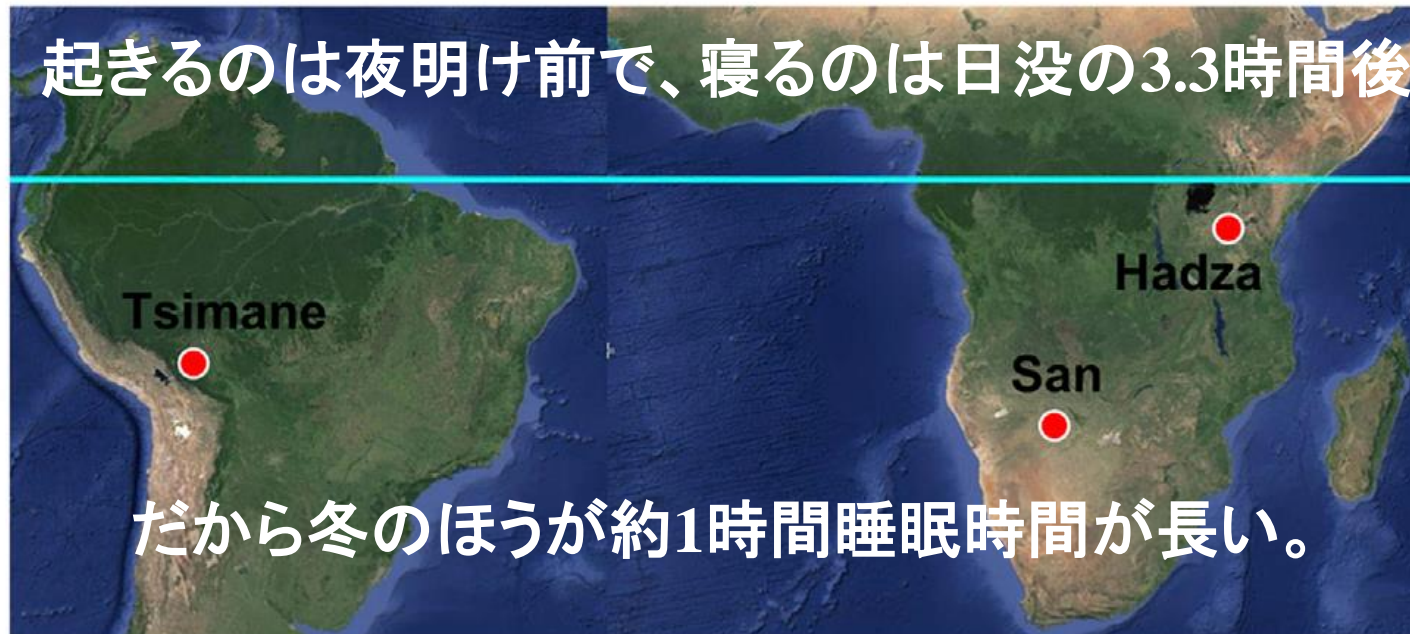 起きるのは夜明け前で、寝るのは日没の3.3時間後
Hadza
Tsimane
San
だから冬のほうが約1時間睡眠時間が長い。